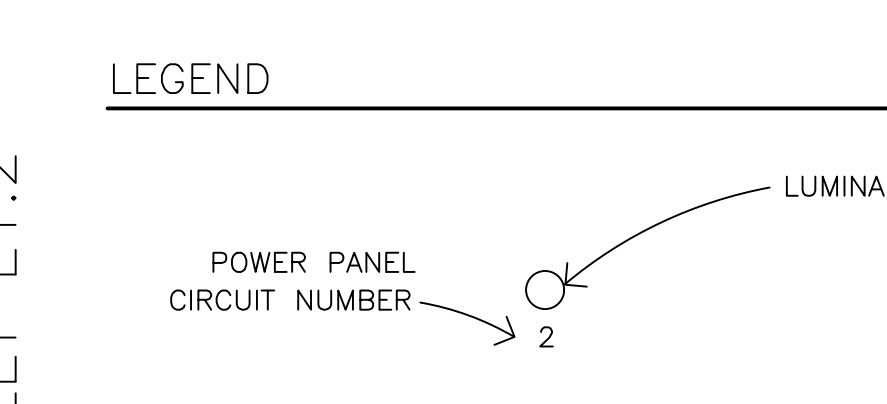 LEGEND
LUMINA
POWER PANEL
CIRCUIT NUMBER
2